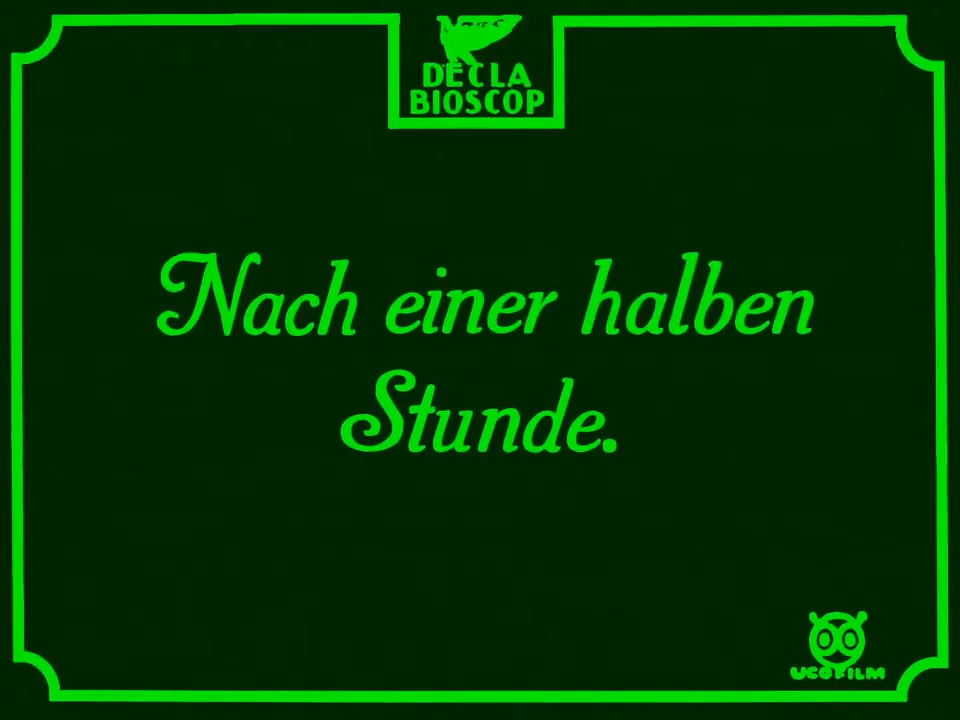 DECLA
BIOSCOP
Nach einer halben
Stunde.
UCOFILM